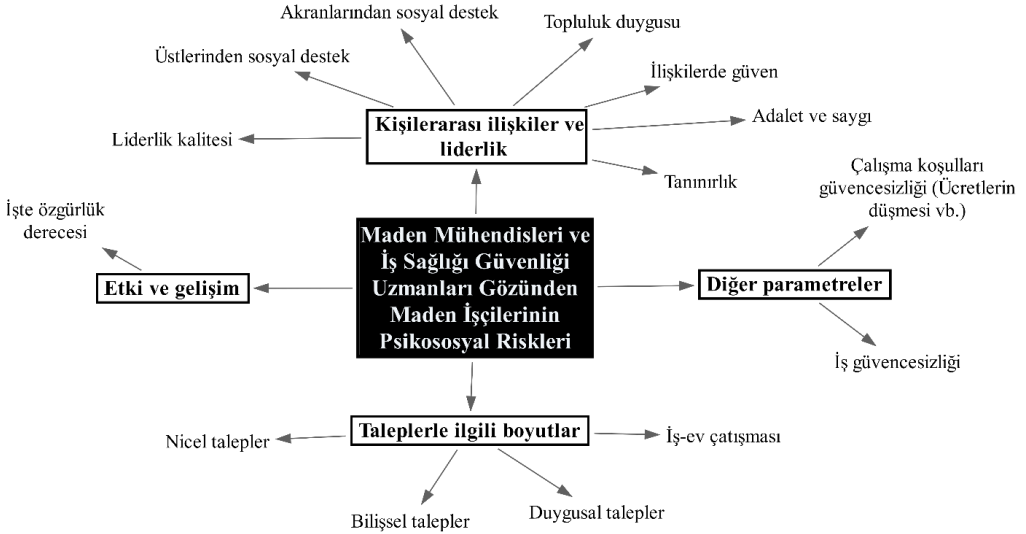 Akranlarından sosyal destek
Topluluk duygusu
Üstlerinden sosyal destek
İlişkilerde güven
Kişilerarası ilişkiler ve
liderlik
Liderlik kalitesi
Adalet ve saygı
Tanınırlık
Çalışma koşulları
güvencesizliği (Ücretlerin
düşmesi vb.)
İşte özgürlük
derecesi
Maden Mühendisleri ve
İş Sağlığı Güvenliği
Uzmanları Gözünden
Maden İşçilerinin
Psikososyal Riskleri
Etki ve gelişim
Diğer parametreler
İş güvencesizliği
Taleplerle ilgili boyutlar
Nicel talepler
İş-ev çatışması
Bilişsel talepler
Duygusal talepler